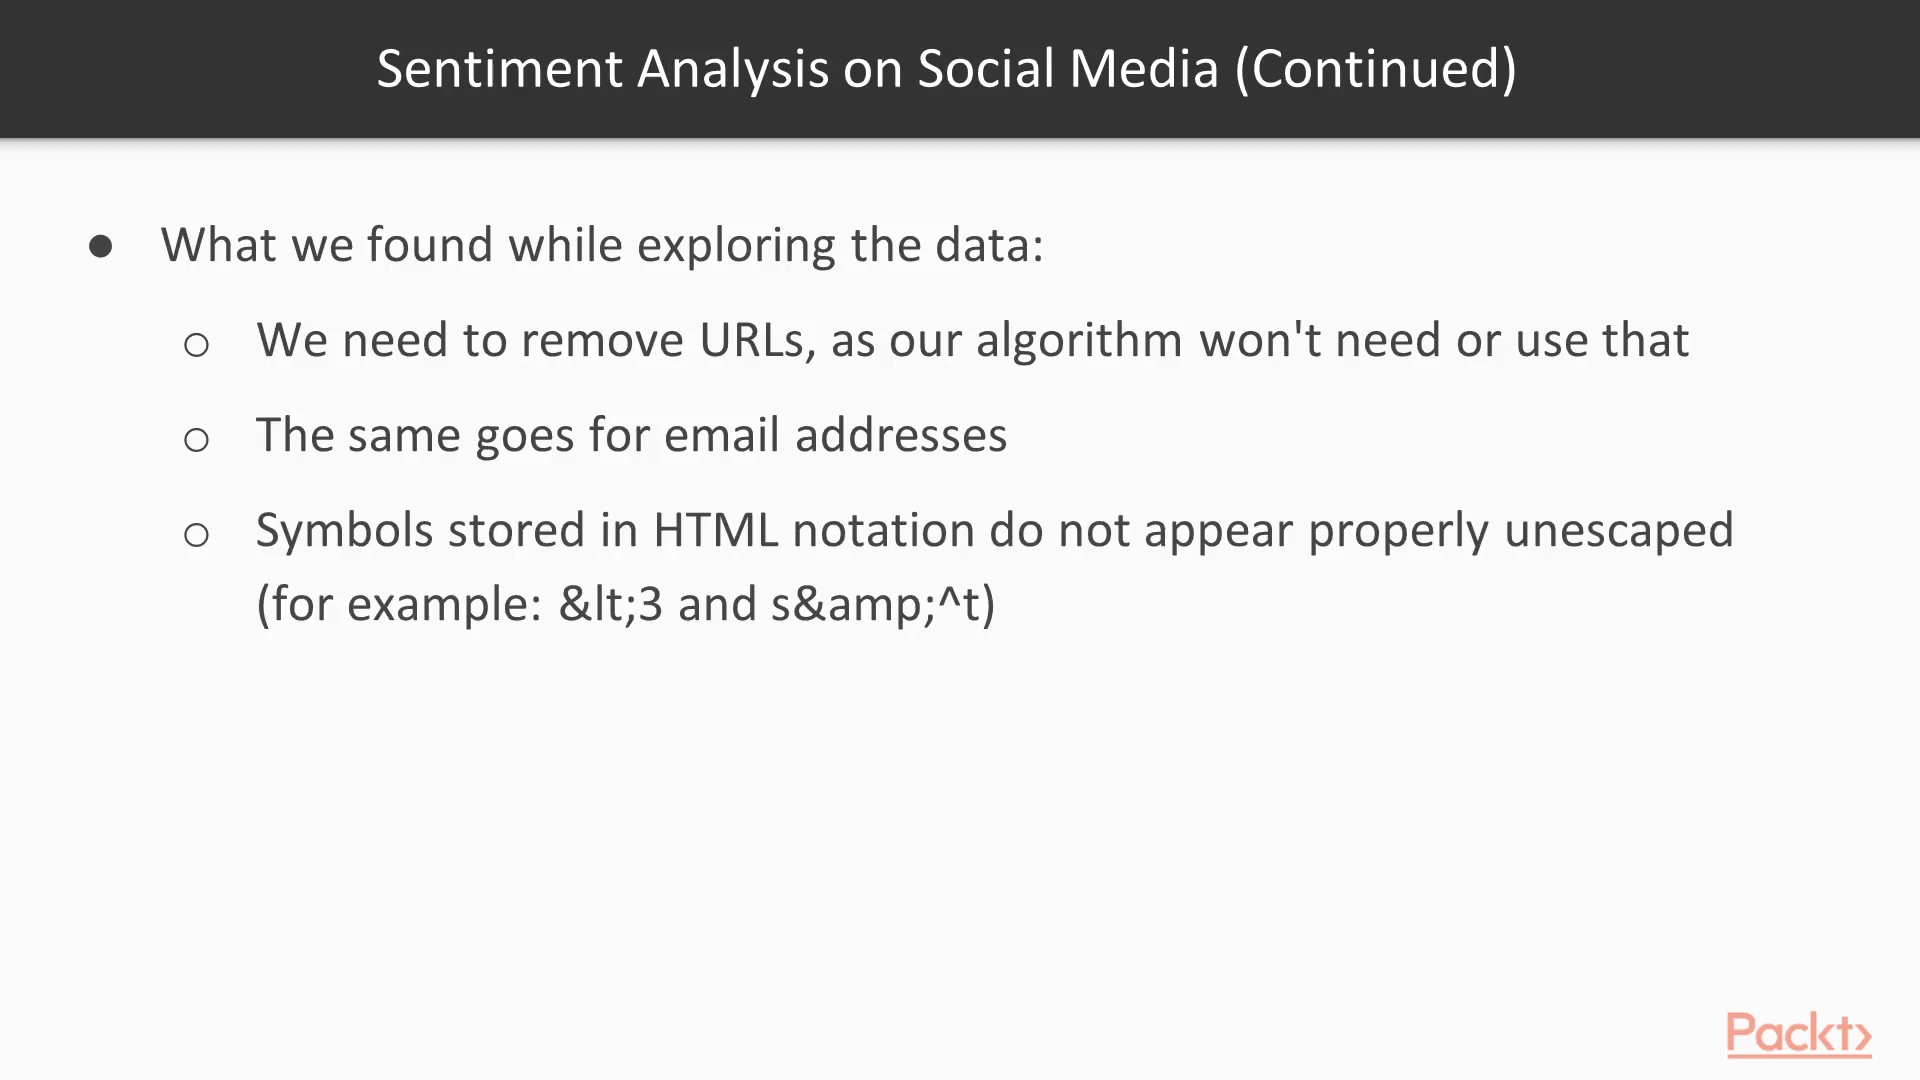 Sentiment Analysis on Social Media (Continued)
● What we found while exploring the data:
○ We need to remove URLs, as our algorithm won't need or use that
○ The same goes for email addresses
○ Symbols stored in HTML notation do not appear properly unescaped
(for example: &lt;3 and s&amp;^t)
Packt>